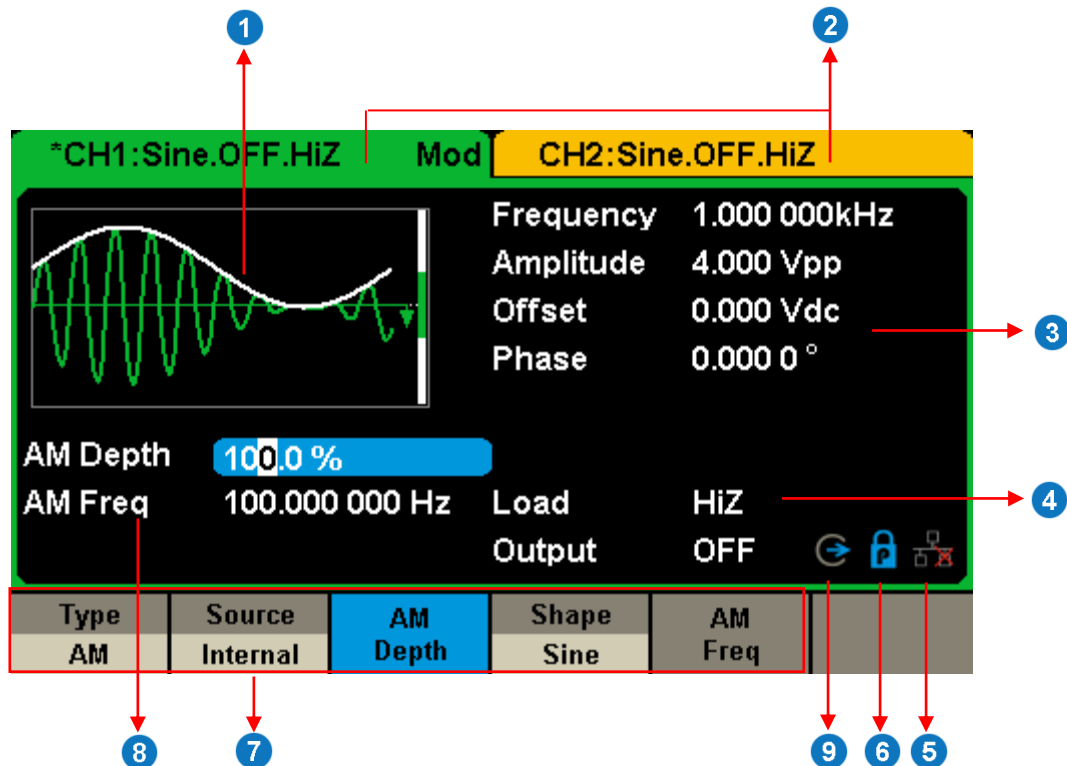 1
2
*CH1:Sine.OFF.HiZ Mod
CH2:Sine.OFF.HiZ
Frequency 1.000 000kHz
Amplitude 4.000 Vpp
Offset 0.000 Vdc
Phase 0.000 0 °
3
AM Depth 100.0 %
AM Freq 100.000 000 Hz
Load HiZ
4
Output OFF
P
Type
AM
Source
Internal
AM
Depth
Shape
Sine
AM
Freq
8
7
9
6
5